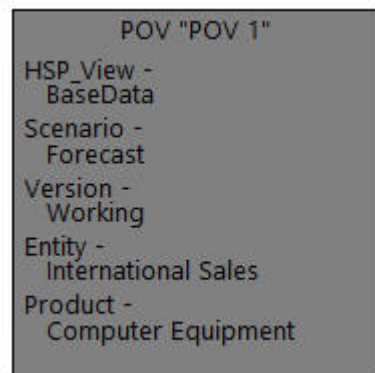 POV "POV 1"
HSP_View -
BaseData
Scenario -
Forecast
Version -
Working
Entity -
International Sales
Product -
Computer Equipment